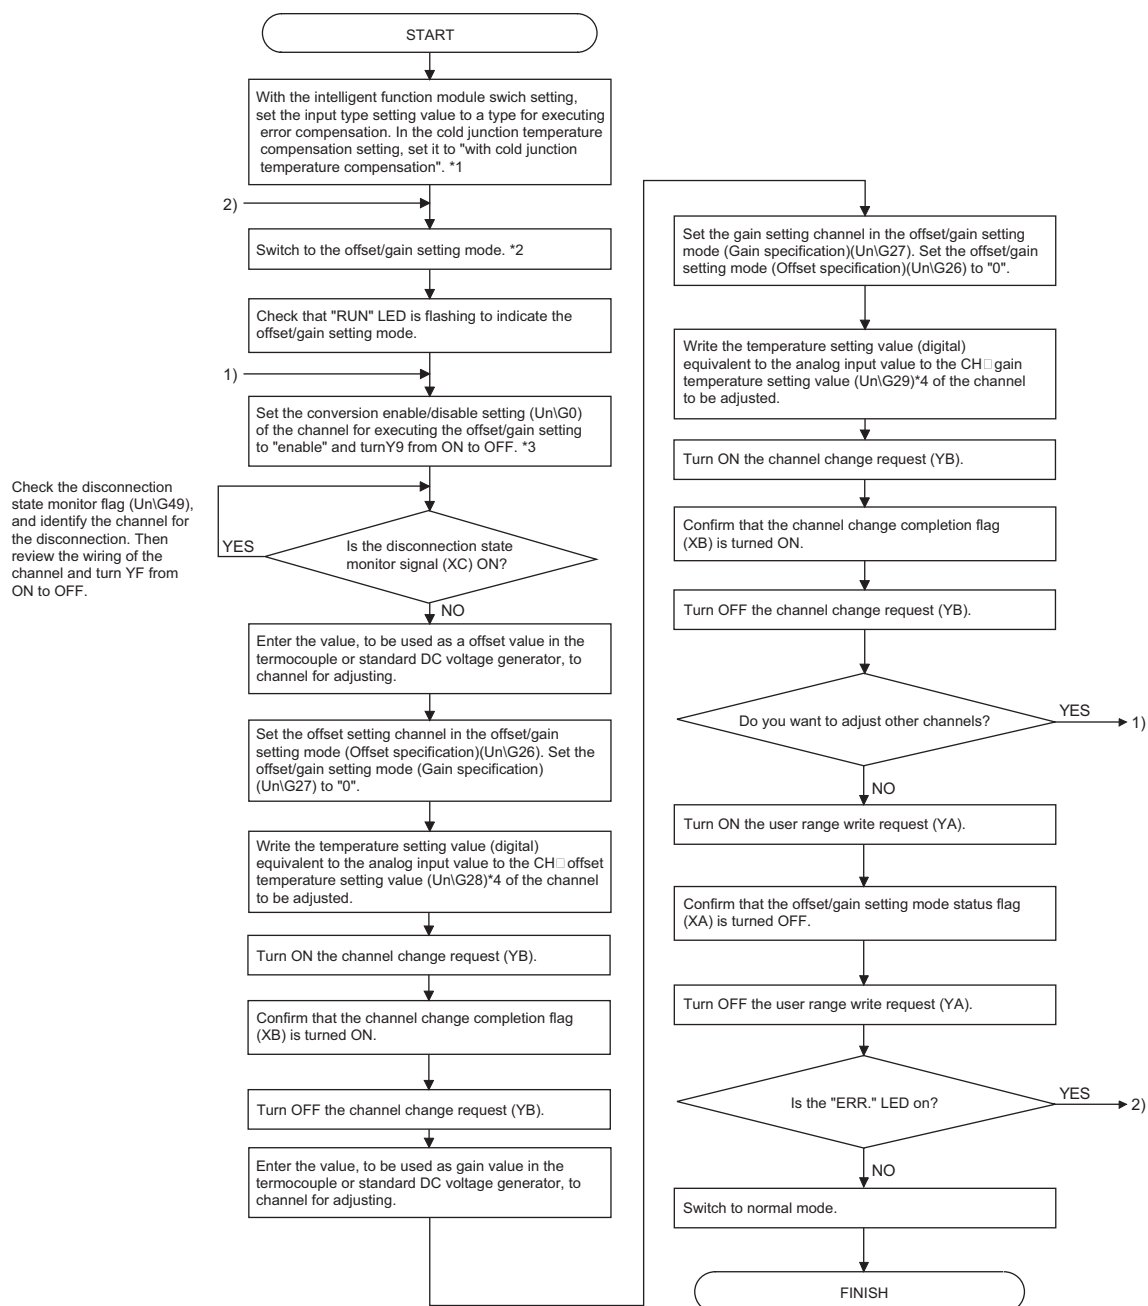 START
With the intelligent function module swich setting,
set the input type setting value to a type for executing
error compensation. In the cold junction temperature
compensation setting, set it to "with cold junction
temperature compensation". *1
2)
Switch to the offset/gain setting mode. *2
Check that "RUN" LED is flashing to indicate the
offset/gain setting mode.
1)
Set the conversion enable/disable setting (Un\G0)
of the channel for executing the offset/gain setting
to "enable" and turnY9 from ON to OFF. *3
Check the disconnection
state monitor flag (Un\G49),
and identify the channel for
the disconnection. Then
review the wiring of the
channel and turn YF from
ON to OFF.
YES
Is the disconnection state
monitor signal (XC) ON?
NO
Enter the value, to be used as a offset value in the
termocouple or standard DC voltage generator, to
channel for adjusting.
Set the offset setting channel in the offset/gain
setting mode (Offset specification)(Un\G26). Set the
offset/gain setting mode (Gain specification)
(Un\G27) to "0".
Write the temperature setting value (digital)
equivalent to the analog input value to the CH□offset
temperature setting value (Un\G28)*4 of the channel
to be adjusted.
Turn ON the channel change request (YB).
Confirm that the channel change completion flag
(XB) is turned ON.
Turn OFF the channel change request (YB).
Enter the value, to be used as gain value in the
termocouple or standard DC voltage generator, to
channel for adjusting.
Set the gain setting channel in the offset/gain setting
mode (Gain specification)(Un\G27). Set the offset/gain
setting mode (Offset specification)(Un\G26) to "0".
Write the temperature setting value (digital)
equivalent to the analog input value to the CH□gain
temperature setting value (Un\G29)*4 of the channel
to be adjusted.
Turn ON the channel change request (YB).
Confirm that the channel change completion flag
(XB) is turned ON.
Turn OFF the channel change request (YB).
Do you want to adjust other channels?
YES
1)
NO
Turn ON the user range write request (YA).
Confirm that the offset/gain setting mode status flag
(XA) is turned OFF.
Turn OFF the user range write request (YA).
Is the "ERR." LED on?
YES
2)
NO
Switch to normal mode.
FINISH